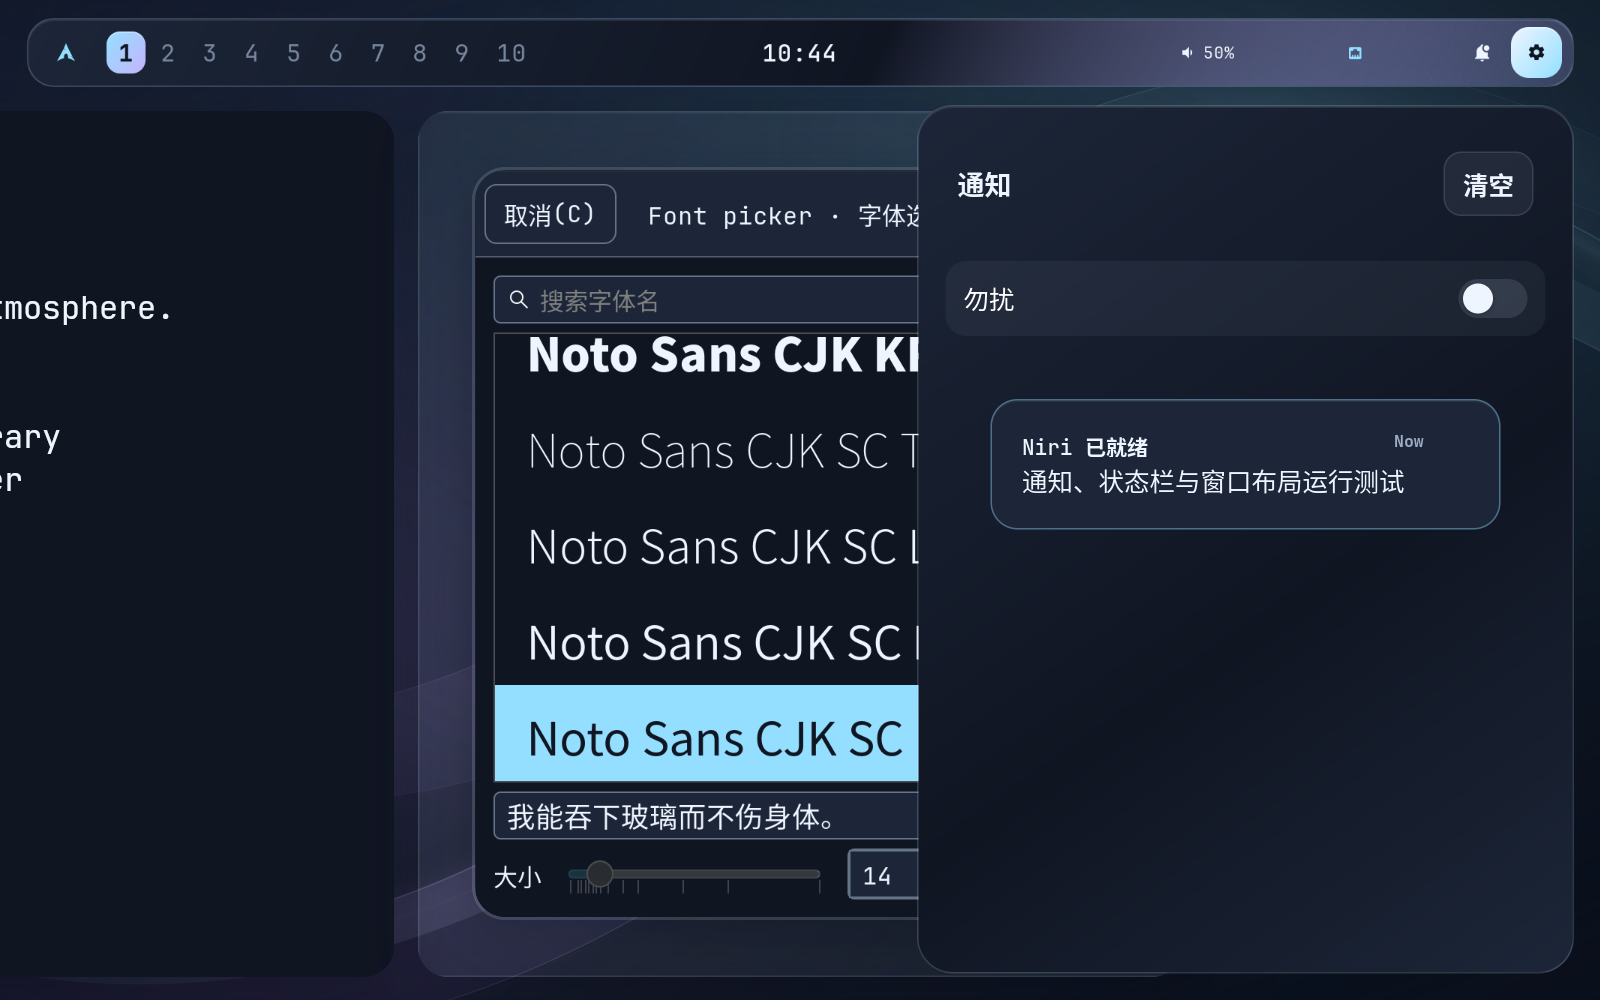 1 2 3 4 5 6 7 8 9 10
10:44
50%
tmosphere.
rary
er
取消(C)
Font picker · 字体选
搜索字体名
Noto Sans CJK K
Noto Sans CJK SC T
Noto Sans CJK SC L
Noto Sans CJK SC
Noto Sans CJK SC
我能吞下玻璃而不伤身体。
大小
14
通知
清空
勿扰
Niri 已就绪
Now
通知、状态栏与窗口布局运行测试